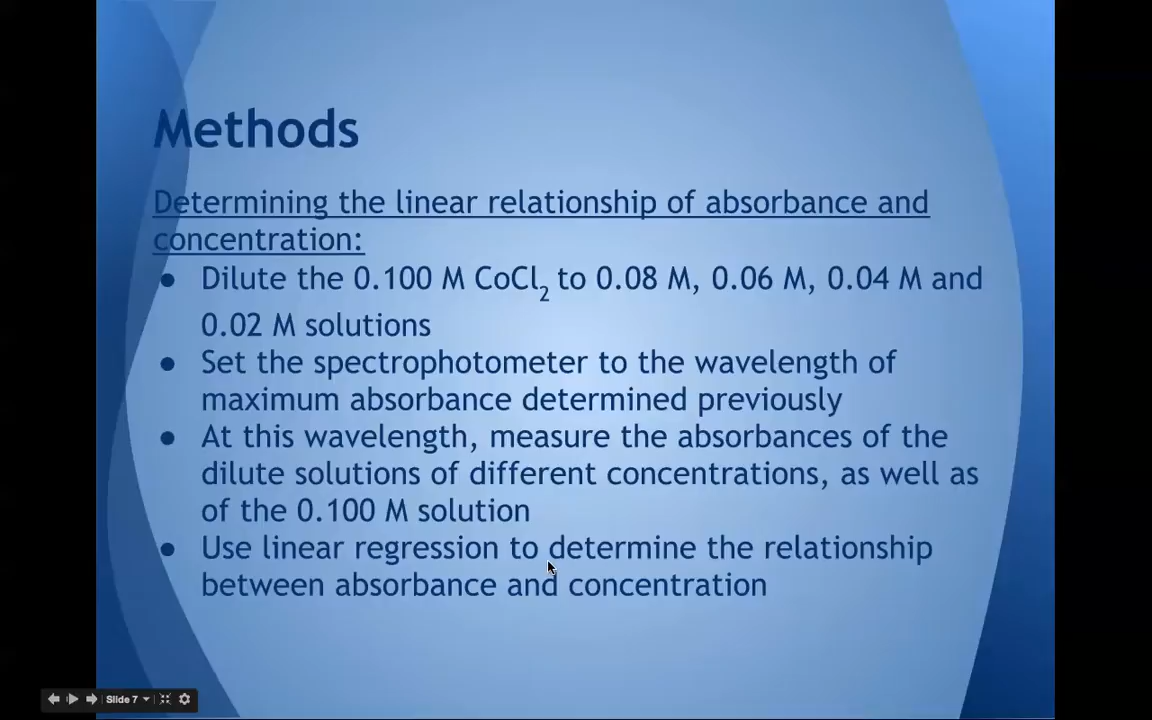 Methods
Determining the linear relationship of absorbance and
concentration:
● Dilute the 0.100 M CoCl₂ to 0.08 M, 0.06 M, 0.04 M and
0.02 M solutions
● Set the spectrophotometer to the wavelength of
maximum absorbance determined previously
● At this wavelength, measure the absorbances of the
dilute solutions of different concentrations, as well as
of the 0.100 M solution
● Use linear regression to determine the relationship
between absorbance and concentration
Slide 7